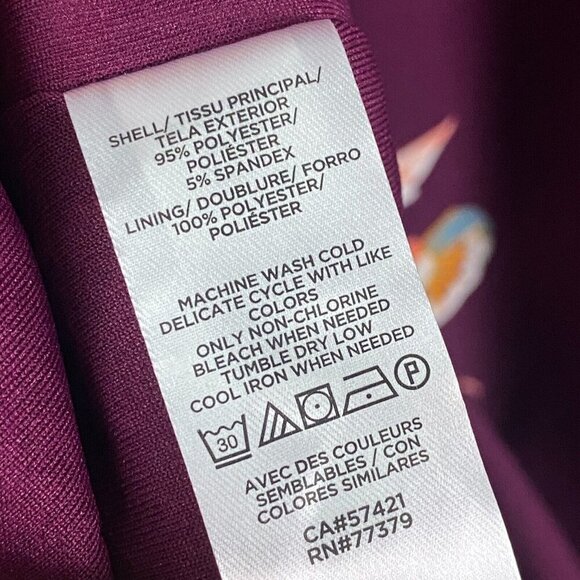 SHELL/ TISSU PRINCIPAL/
TELA EXTERIOR
95% POLYESTER/
POLIÉSTER
5% SPANDEX
LINING/ DOUBLURE/ FORRO
100% POLYESTER/
POLIÉSTER
MACHINE WASH COLD
DELICATE CYCLE WITH LIKE
COLORS
ONLY NON-CHLORINE
BLEACH WHEN NEEDED
TUMBLE DRY LOW
COOL IRON WHEN NEEDED
30 P
AVEC DES COULEURS
SEMBLABLES / CON
COLORES SIMILARES
CA#57421
RN#77379